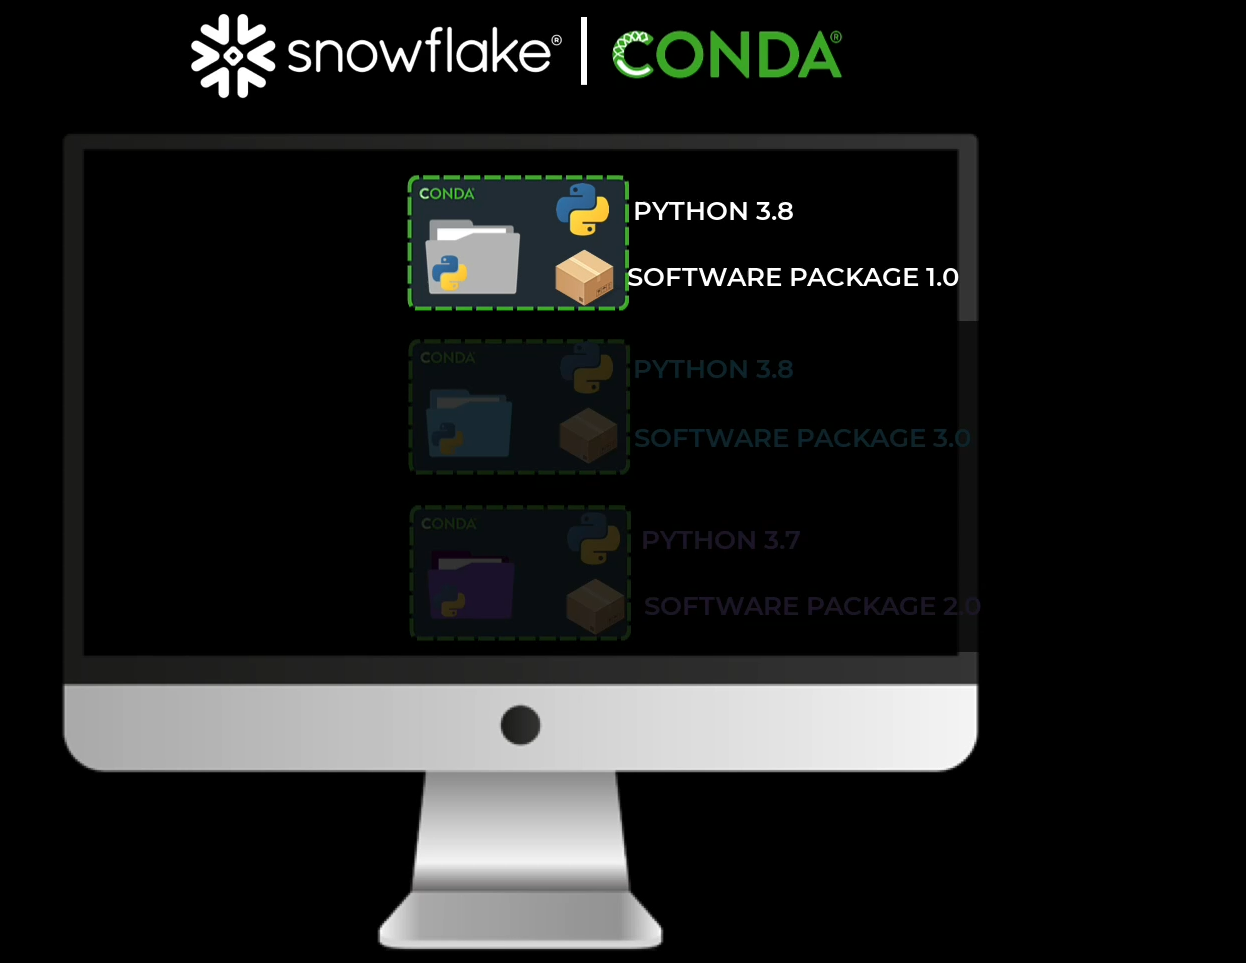 snowflake®
CONDA®
CONDA
PYTHON 3.8
SOFTWARE PACKAGE 1.0
CONDA
PYTHON 3.8
SOFTWARE PACKAGE 3.0
CONDA
PYTHON 3.7
SOFTWARE PACKAGE 2.0